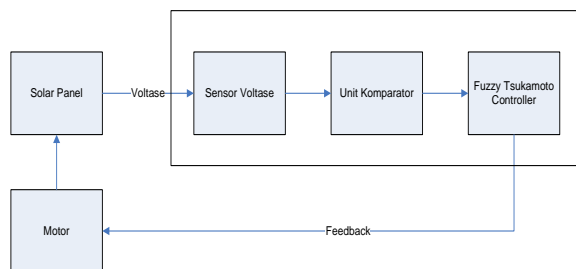 Solar Panel
Voltase
Sensor Voltase
Unit Komparator
Fuzzy Tsukamoto
Controller
Motor
Feedback